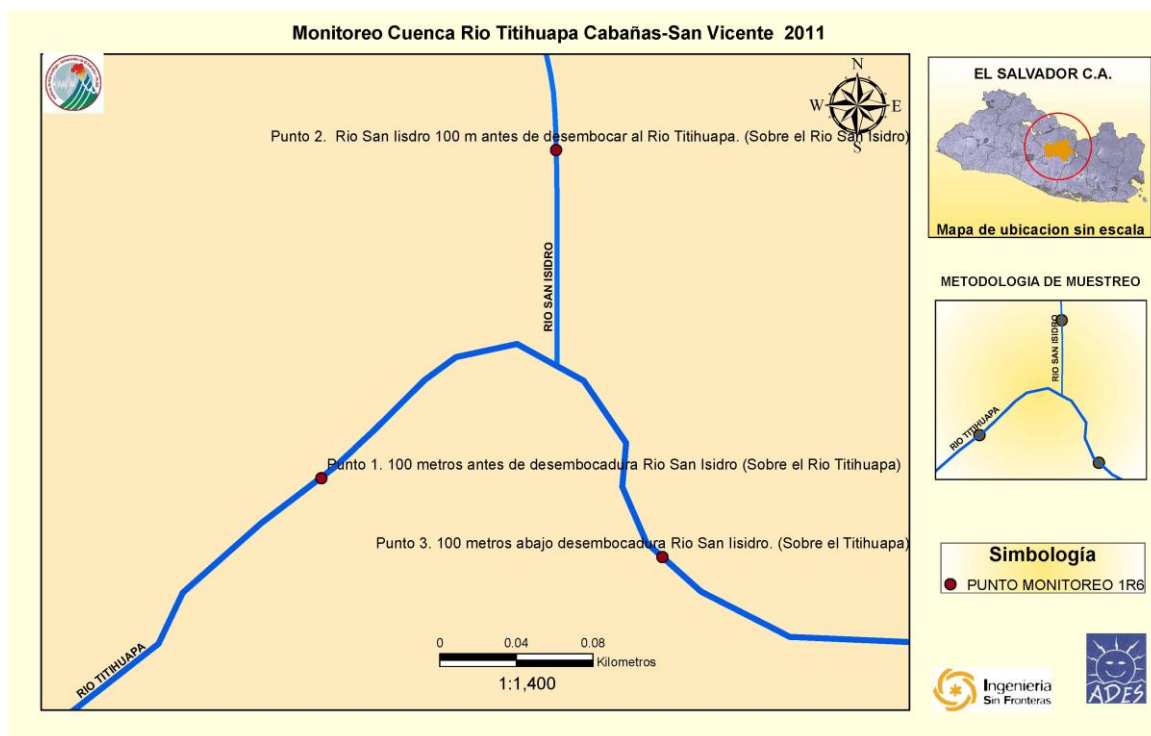 Monitoreo Cuenca Rio Titihuapa Cabañas-San Vicente 2011
N
W E
S
Punto 2. Rio San Iisdro 100 m antes de desembocar al Rio Titihuapa. (Sobre el Rio San Isidro)
RIO SAN ISIDRO
Punto 1. 100 metros antes de desembocadura Rio San Isidro (Sobre el Rio Titihuapa)
Punto 3. 100 metros abajo desembocadura Rio San Iisidro. (Sobre el Titihuapa)
RIO TITIHUAPA
0 0.04 0.08
Kilometros
1:1,400
EL SALVADOR C.A.
Mapa de ubicacion sin escala
METODOLOGIA DE MUESTREO
RIO SAN ISIDRO
RIO TITIHUAPA
Simbología
PUNTO MONITOREO 1R6
Ingeniería
Sin Fronteras
ADES